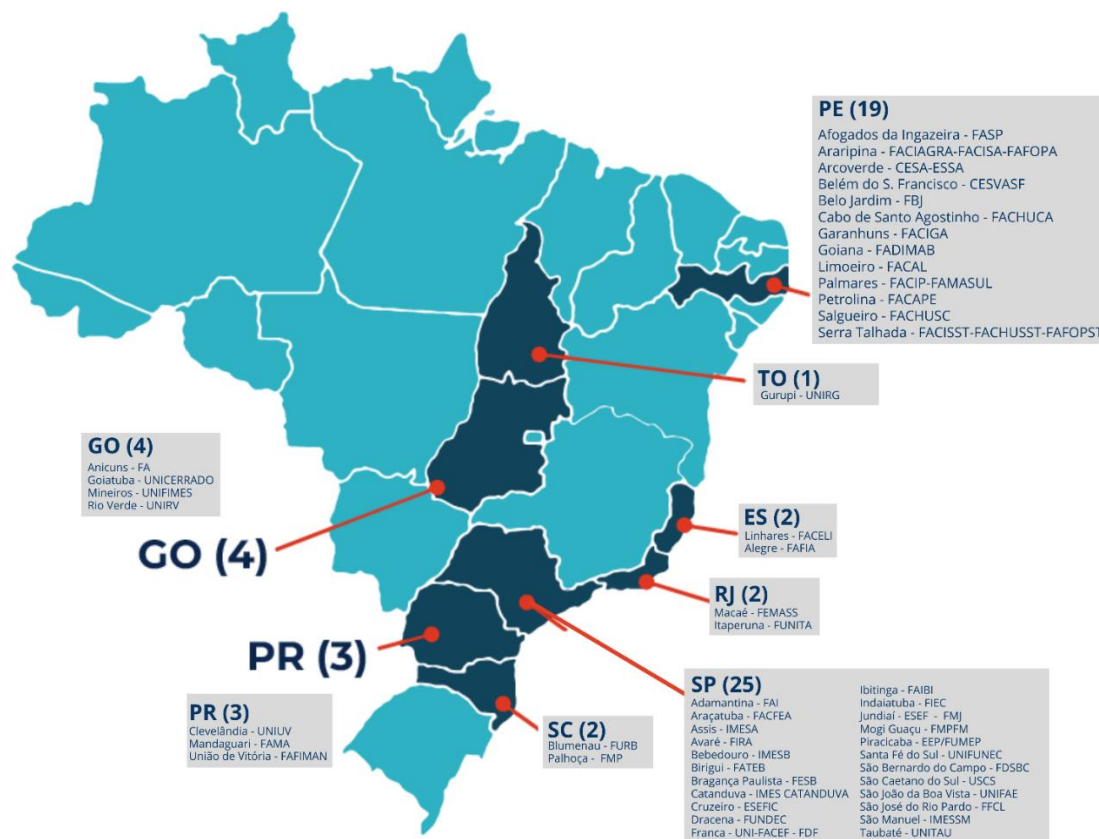 PE (19)
Afogados da Ingazeira - FASP
Araripina - FACIAGRA-FACISA-FAFOPA
Arcoverde - CESA-ESSA
Belém do S. Francisco - CESVASF
Belo Jardim - FBJ
Cabo de Santo Agostinho - FACHUCA
Garanhuns - FACIGA
Goiana - FADIMAB
Limoeiro - FACAL
Palmares - FACIP-FAMASUL
Petrolina - FACAPE
Salgueiro - FACHUSC
Serra Talhada - FACISST-FACHUSST-FAFOPST
TO (1)
Gurupi - UNIRG
GO (4)
Anicuns - FA
Goiatuba - UNICERRADO
Mineiros - UNIFIMES
Rio Verde - UNIRV
GO (4)
ES (2)
Linhares - FACELI
Alegre - FAFIA
RJ (2)
Macaé - FEMASS
Itaperuna - FUNITA
PR (3)
PR (3)
Clevelândia - UNIUV
Mandaguari - FAMA
União de Vitória - FAFIMAN
SC (2)
Blumenau - FURB
Palhoça - FMP
SP (25)
Adamantina - FAI
Araçatuba - FACFEA
Assis - IMESA
Avaré - FIRA
Bebedouro - IMESB
Birigui - FATEB
Bragança Paulista - FESB
Catanduva - IMES CATANDUVA
Cruzeiro - ESEFIC
Dracena - FUNDEC
Franca - UNI-FACEF - FDF
Ibitinga - FAIBI
Indaiatuba - FIEC
Jundiaí - ESEF - FMJ
Mogi Guaçu - FMPFM
Piracicaba - EEP/FUMEP
Santa Fé do Sul - UNIFUNEC
São Bernardo do Campo - FDSBC
São Caetano do Sul - USCS
São João da Boa Vista - UNIFAE
São José do Rio Pardo - FFCL
São Manuel - IMESSM
Taubaté - UNITAU